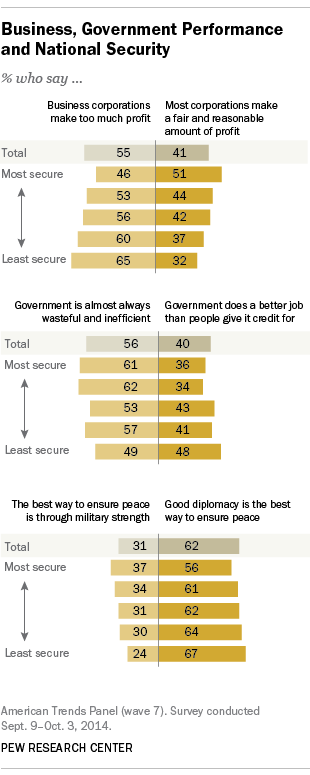 Business, Government Performance
and National Security
% who say ...
Business corporations
make too much profit
Most corporations make
a fair and reasonable
amount of profit
Total 55 41
Most secure 46 51
53 44
56 42
60 37
Least secure 65 32
Government is almost always
wasteful and inefficient
Government does a better job
than people give it credit for
Total 56 40
Most secure 61 36
62 34
53 43
57 41
Least secure 49 48
The best way to ensure peace
is through military strength
Good diplomacy is the best
way to ensure peace
Total 31 62
Most secure 37 56
34 61
31 62
30 64
Least secure 24 67
American Trends Panel (wave 7). Survey conducted
Sept. 9–Oct. 3, 2014.
PEW RESEARCH CENTER